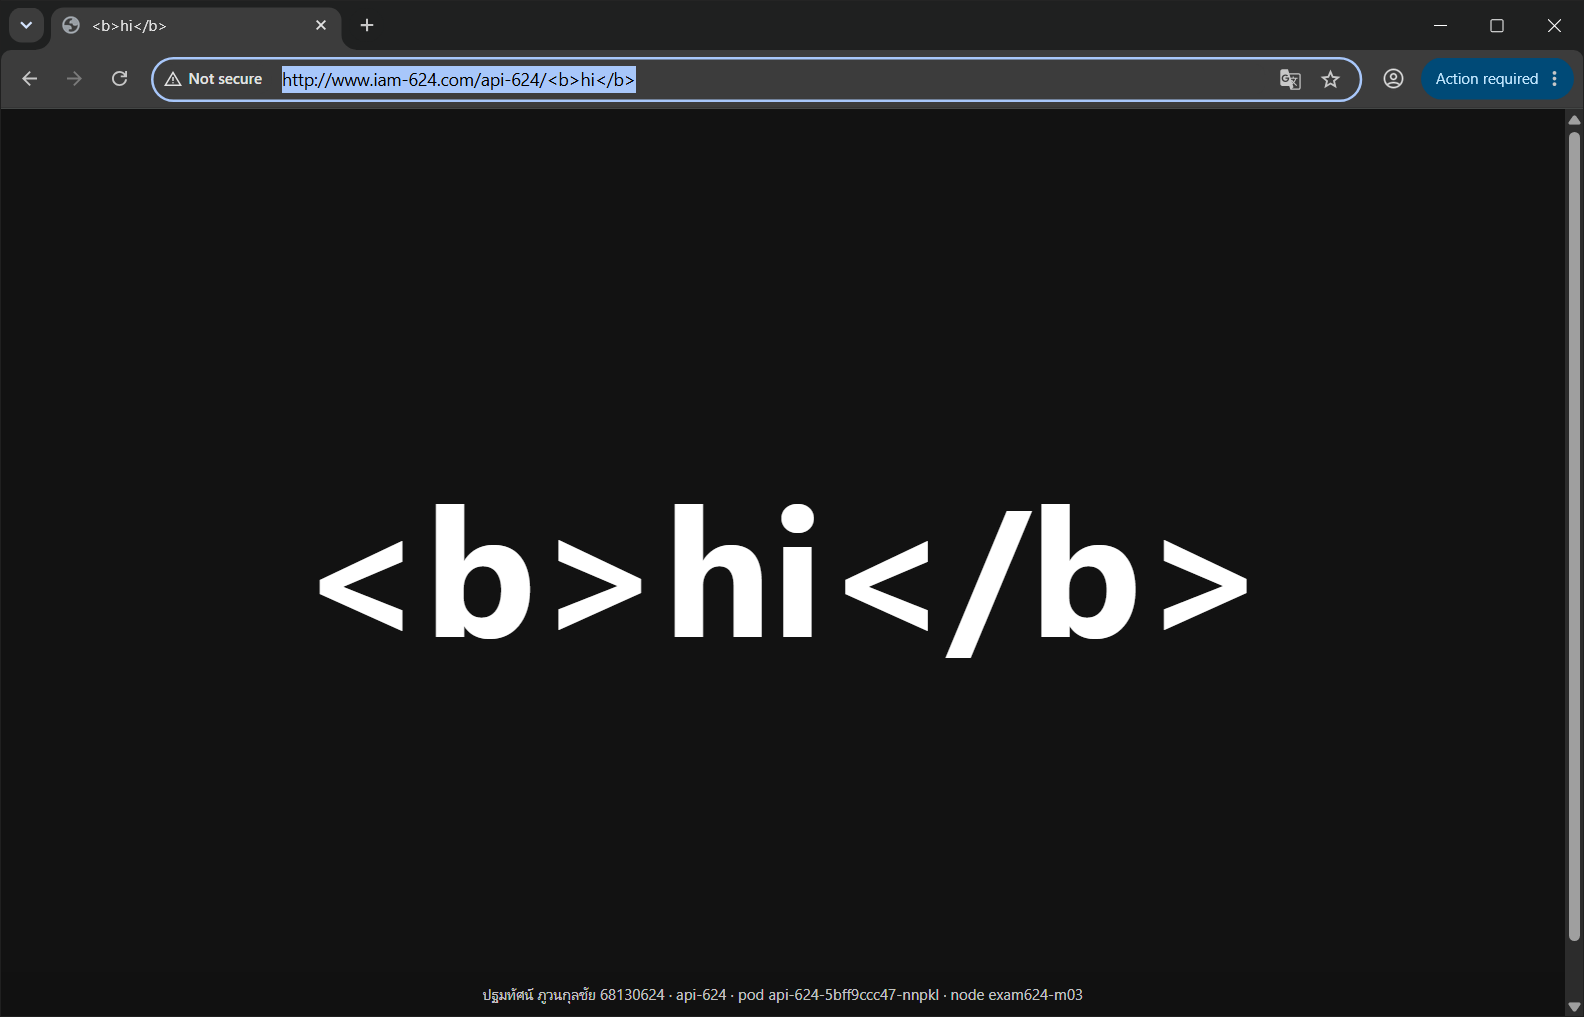 <b>hi</b>
Not secure
http://www.iam-624.com/api-624/<b>hi</b>
Action required
<b>hi</b>
ปฐมทัศน์ ภูวนกุลชัย 68130624 · api-624 · pod api-624-5bff9ccc47-nnpkl · node exam624-m03